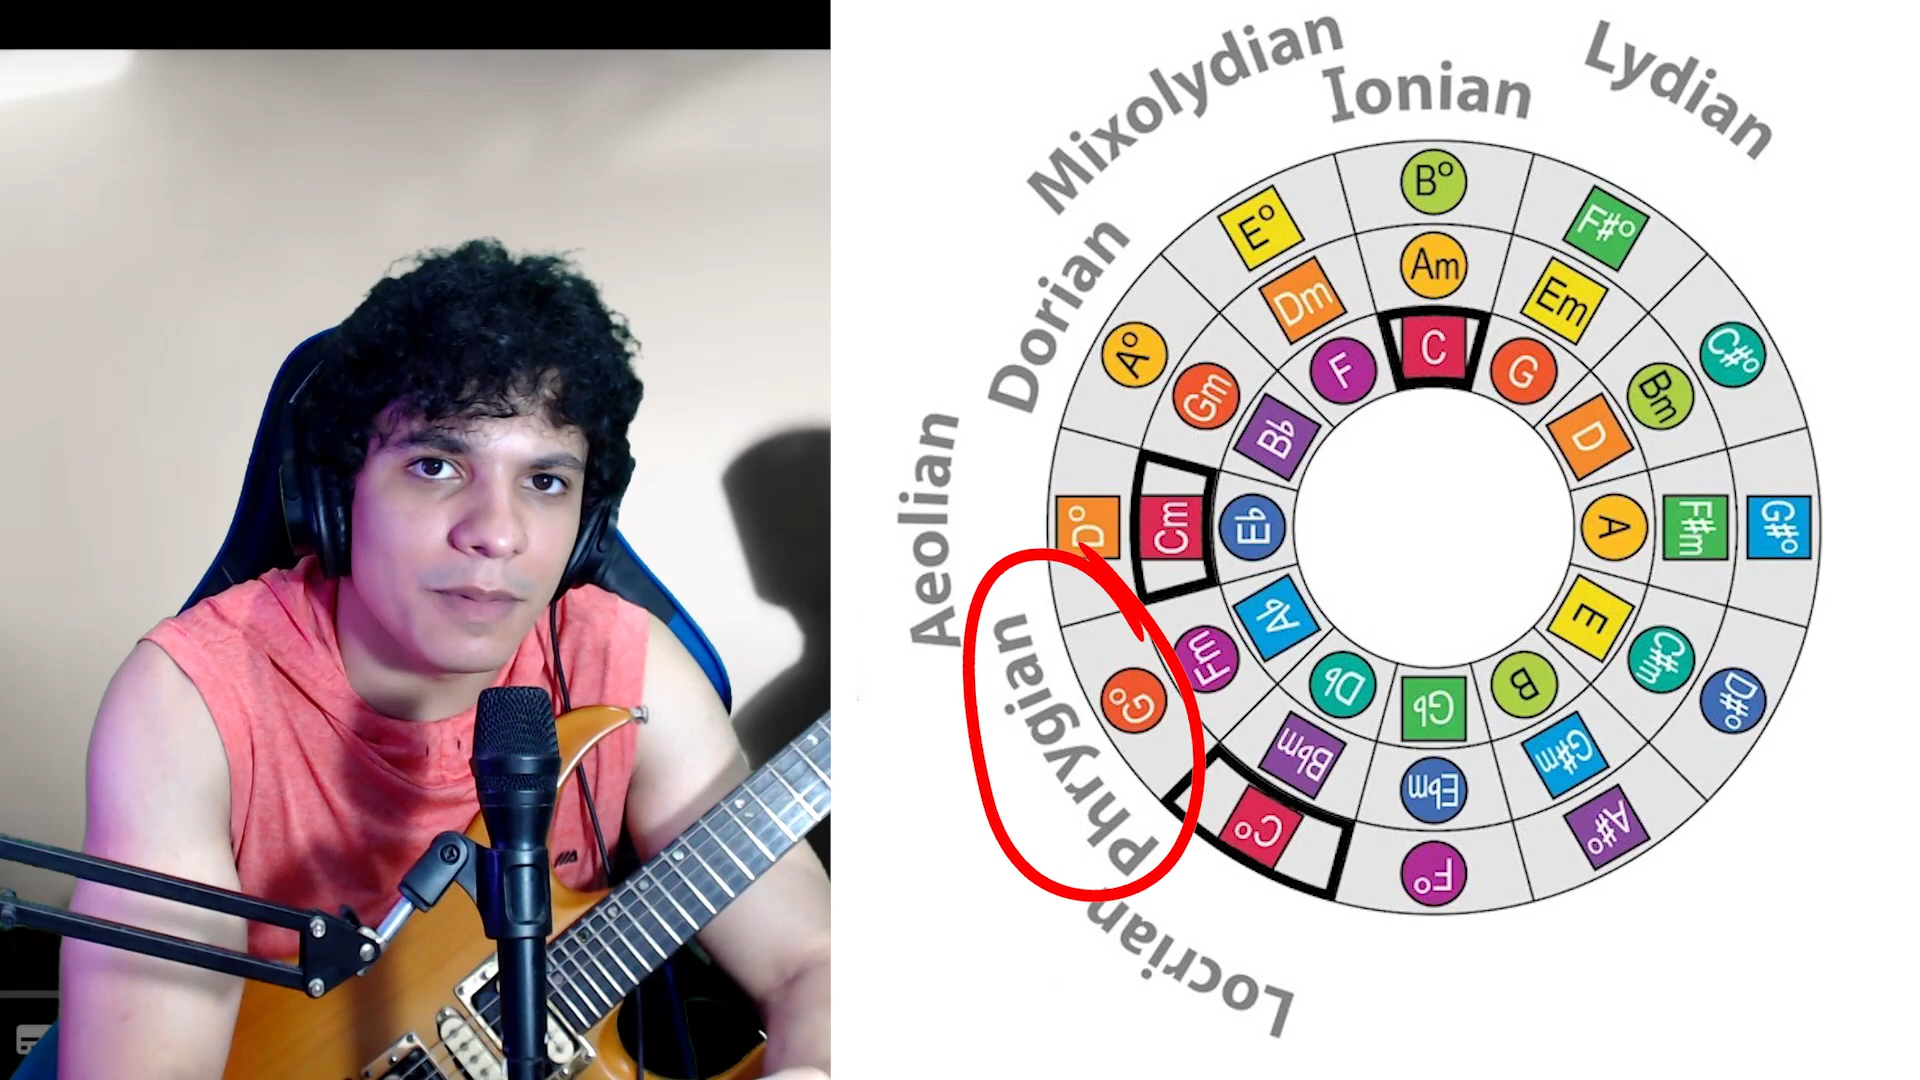 Mixolydian
Ionian
Lydian
Dorian
Aeolian
Phrygian
Locrian
B°
F#°
C#°
G#°
D#°
A#°
F°
C°
G°
D°
A°
E°
Am
Em
Bm
F#m
C#m
G#m
Ebm
Bbm
Fm
Cm
Gm
Dm
C
G
D
A
E
B
Gb
Db
Ab
Eb
Bb
F